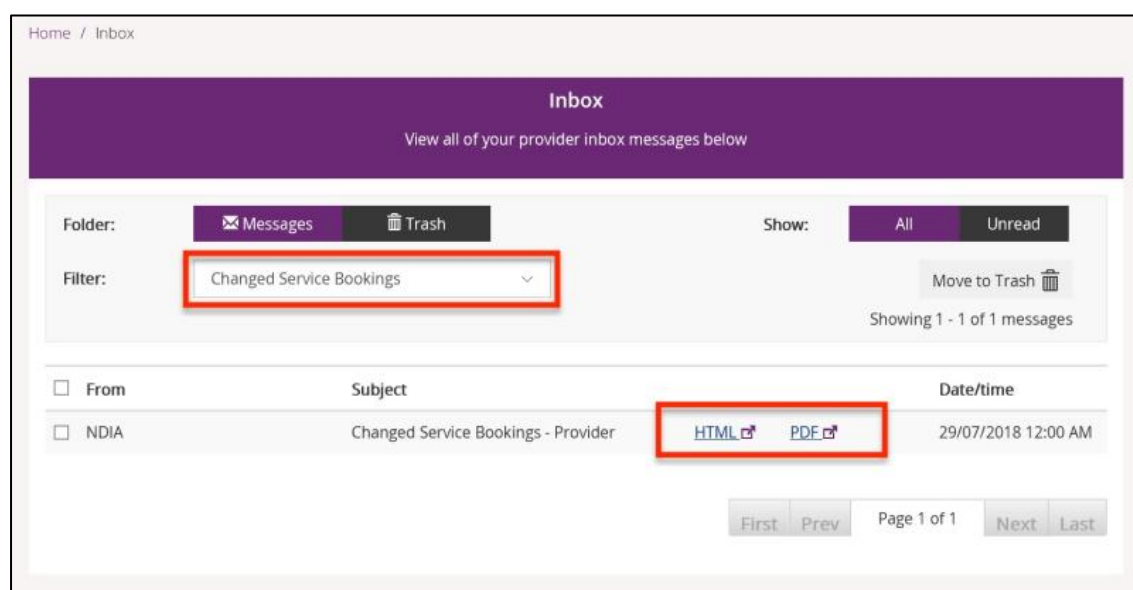 Home / Inbox
Inbox
View all of your provider inbox messages below
Folder: Messages Trash Show: All Unread
Filter: Changed Service Bookings Move to Trash
Showing 1 - 1 of 1 messages
From Subject Date/time
NDIA Changed Service Bookings - Provider HTML PDF 29/07/2018 12:00 AM
First Prev Page 1 of 1 Next Last